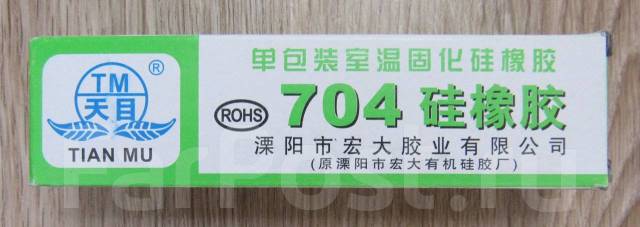 TM
天目
®
TIAN MU
单包装室温固化硅橡胶
ROHS 704 硅橡胶
溧阳市宏大胶业有限公司
(原溧阳市宏大有机硅胶厂)
FarPost.ru